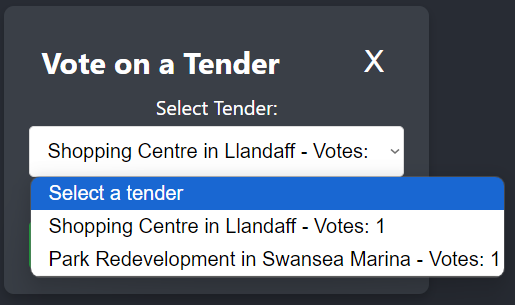 Vote on a Tender X
Select Tender:
Shopping Centre in Llandaff - Votes:
Select a tender
Shopping Centre in Llandaff - Votes: 1
Park Redevelopment in Swansea Marina - Votes: 1